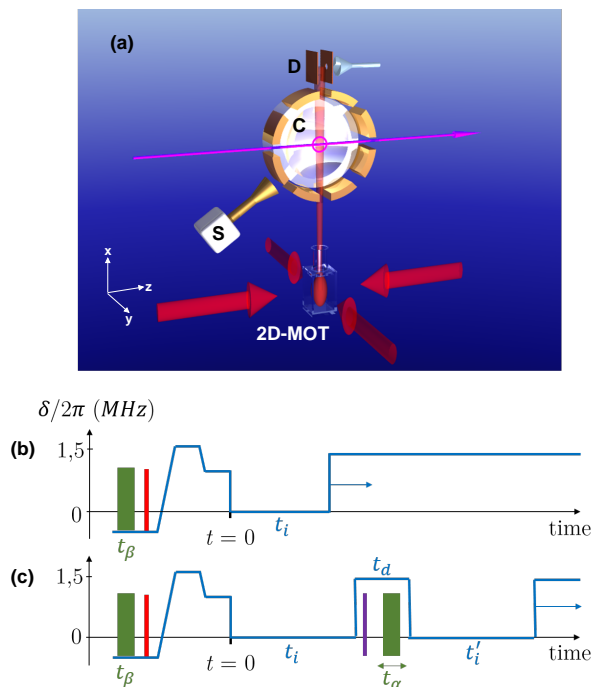 (a)
D
C
S
x
z
y
2D-MOT
δ/2π (MHz)
(b)
1,5
0
t_β
t = 0
t_i
time
(c)
1,5
t_d
0
t_β
t = 0
t_i
t_α
t_i'
time